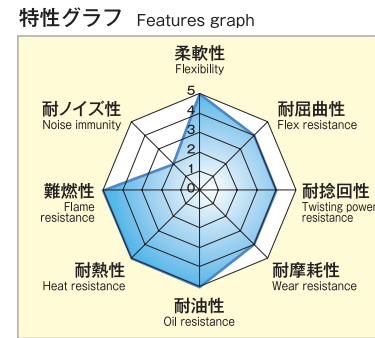 特性グラフ Features graph
柔軟性
Flexibility
5
4
3
2
1
0
耐ノイズ性
Noise immunity
耐屈曲性
Flex resistance
難燃性
Flame
resistance
耐捻回性
Twisting power
resistance
耐熱性
Heat resistance
耐摩耗性
Wear resistance
耐油性
Oil resistance